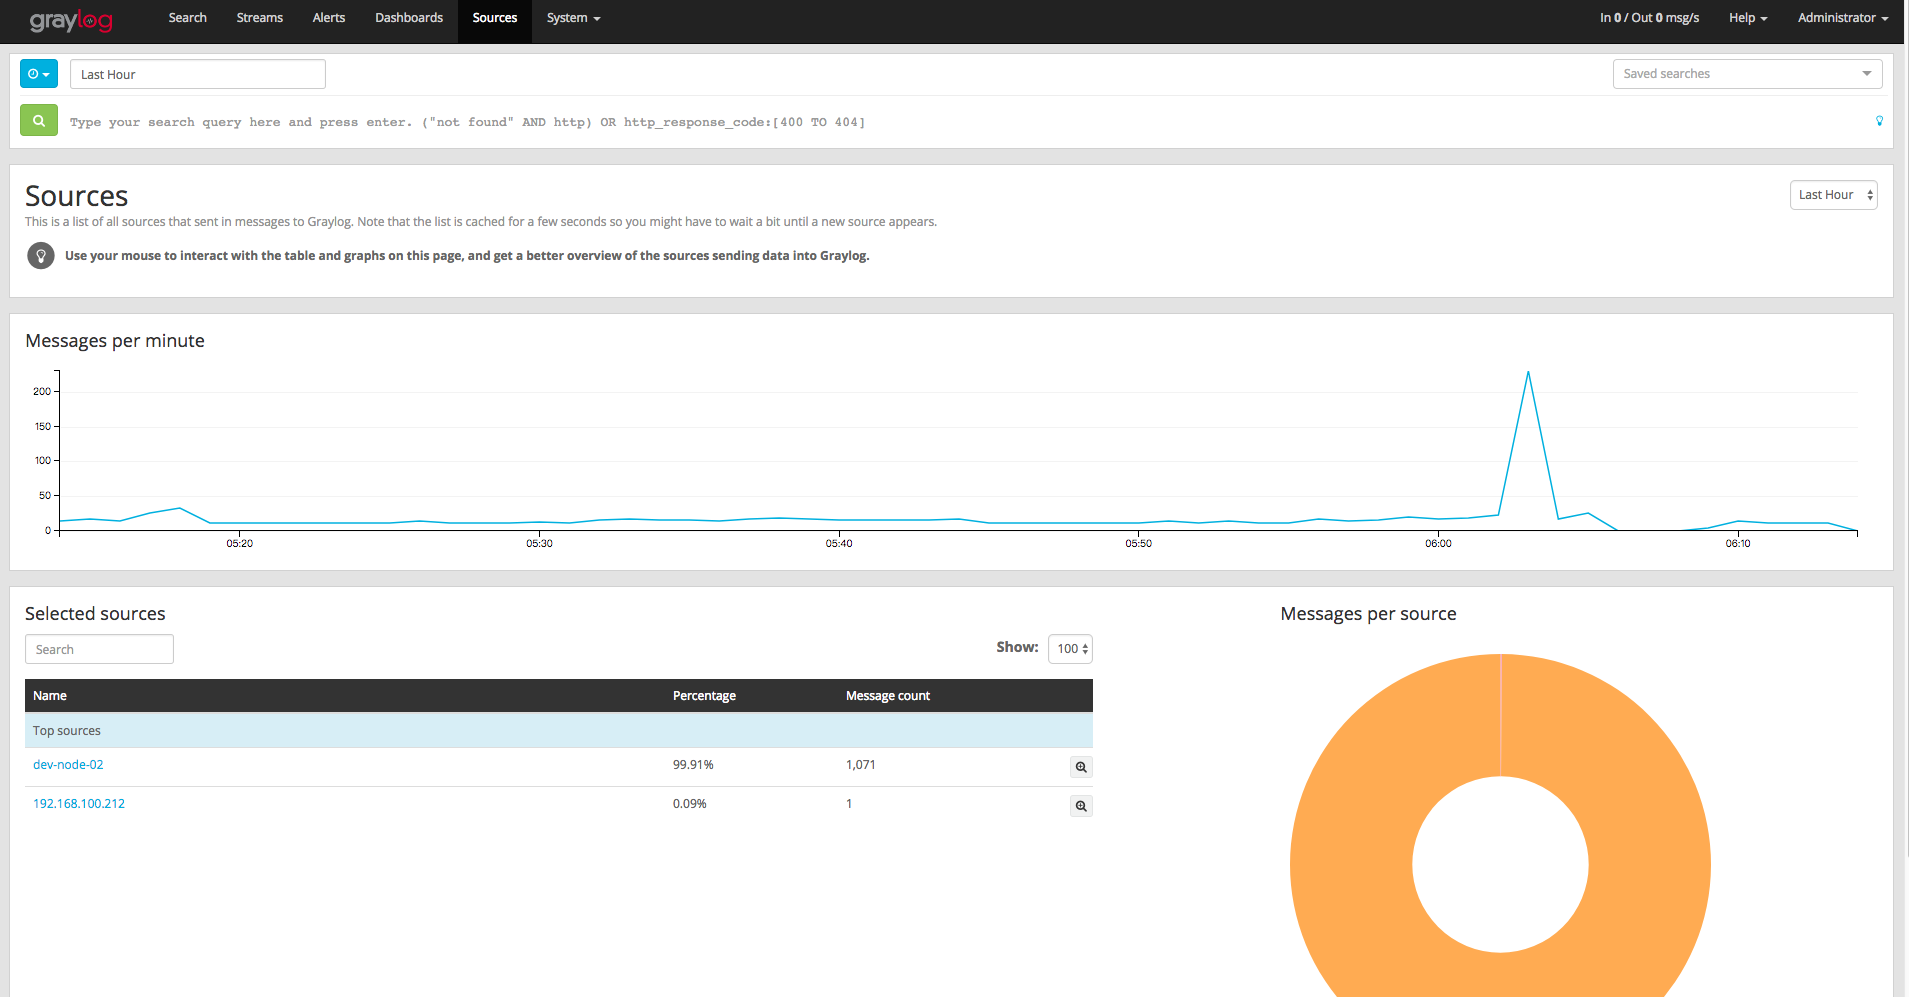 graylog Search Streams Alerts Dashboards Sources System In 0 / Out 0 msg/s Help Administrator
Last Hour Saved searches
Type your search query here and press enter. ("not found" AND http) OR http_response_code:[400 TO 404]
Sources Last Hour
This is a list of all sources that sent in messages to Graylog. Note that the list is cached for a few seconds so you might have to wait a bit until a new source appears.
Use your mouse to interact with the table and graphs on this page, and get a better overview of the sources sending data into Graylog.
Messages per minute
200
150
100
50
0
05:20 05:30 05:40 05:50 06:00 06:10
Selected sources Messages per source
Search Show: 100
Name Percentage Message count
Top sources
dev-node-02 99.91% 1,071
192.168.100.212 0.09% 1